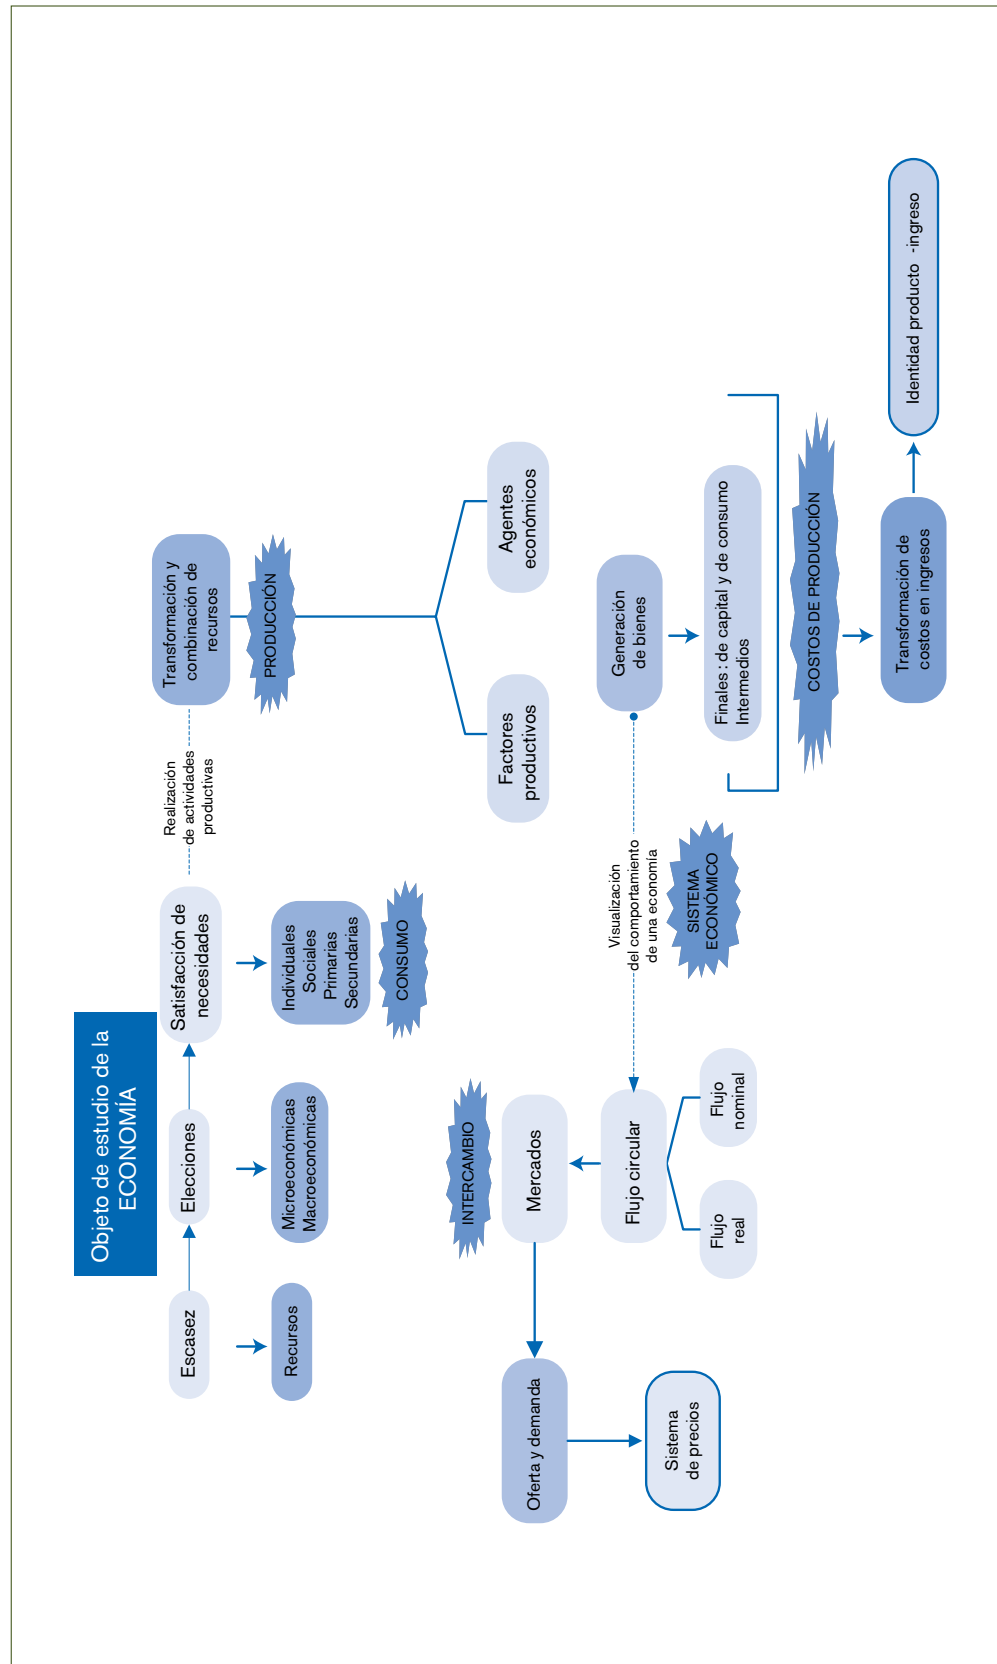 Objeto de estudio de la
ECONOMÍA
Escasez
Elecciones
Satisfacción de
necesidades
Realización
de actividades
productivas
Transformación y
combinación de
recursos
Recursos
Microeconómicas
Macroeconómicas
Individuales
Sociales
Primarias
Secundarias
CONSUMO
PRODUCCIÓN
Factores
productivos
Agentes
económicos
INTERCAMBIO
Oferta y demanda
Mercados
Flujo circular
Visualización
del comportamiento
de una economía
Generación
de bienes
Sistema
de precios
Flujo
real
Flujo
nominal
SISTEMA
ECONÓMICO
Finales: de capital y de consumo
Intermedios
COSTOS DE PRODUCCIÓN
Transformación de
costos en ingresos
Identidad producto -ingreso